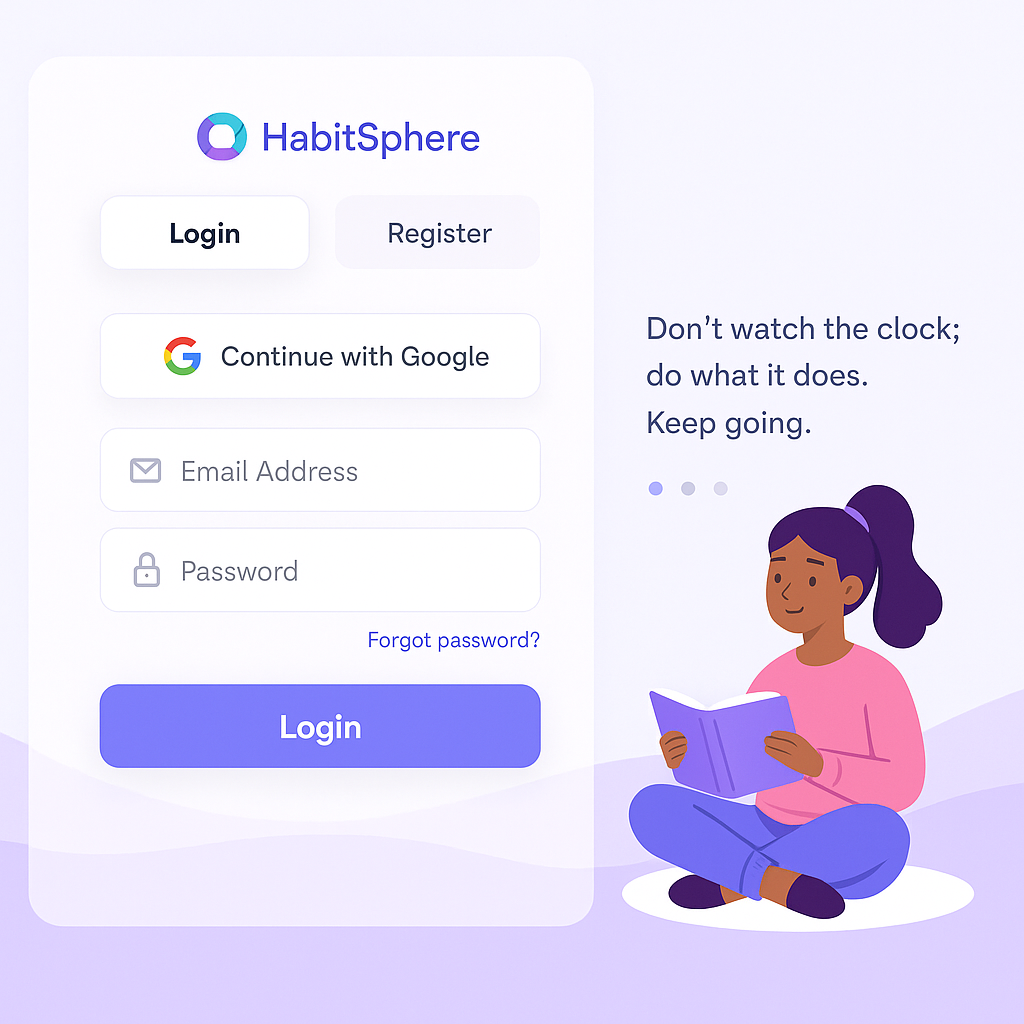 HabitSphere
Login
Register
Continue with Google
Email Address
Password
Forgot password?
Login
Don’t watch the clock;
do what it does.
Keep going.